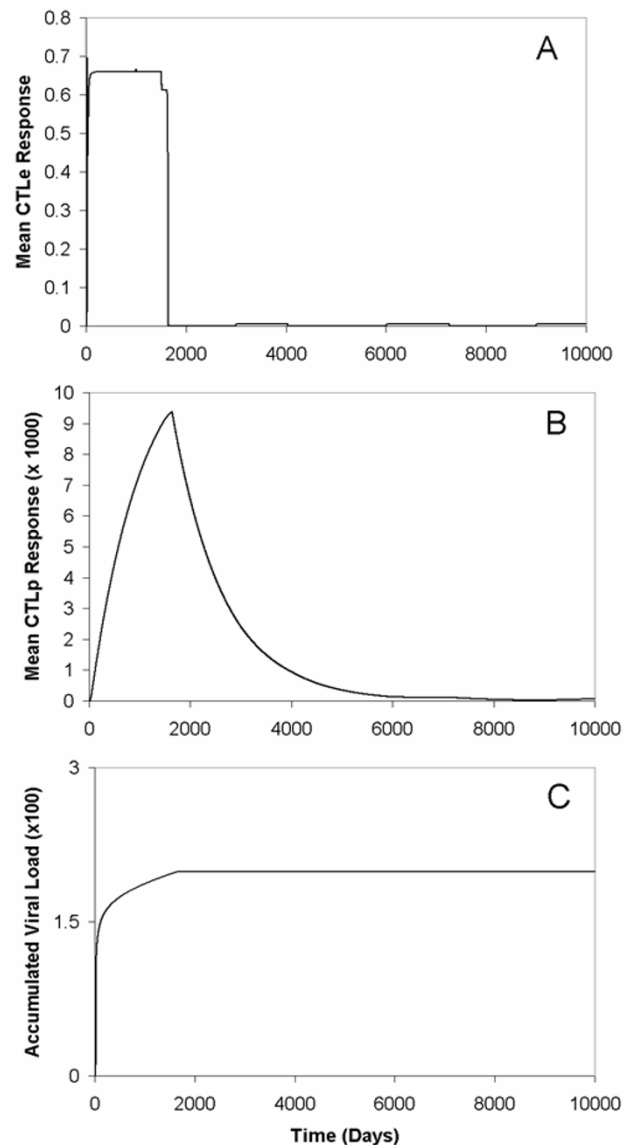 A
Mean CTLe Response
0.8
0.7
0.6
0.5
0.4
0.3
0.2
0.1
0
0 2000 4000 6000 8000 10000
B
Mean CTLp Response (x 1000)
10
9
8
7
6
5
4
3
2
1
0
0 2000 4000 6000 8000 10000
C
Accumulated Viral Load (x100)
3
1.5
0
0 2000 4000 6000 8000 10000
Time (Days)